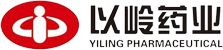 以岭药业
YILING PHARMACEUTICAL